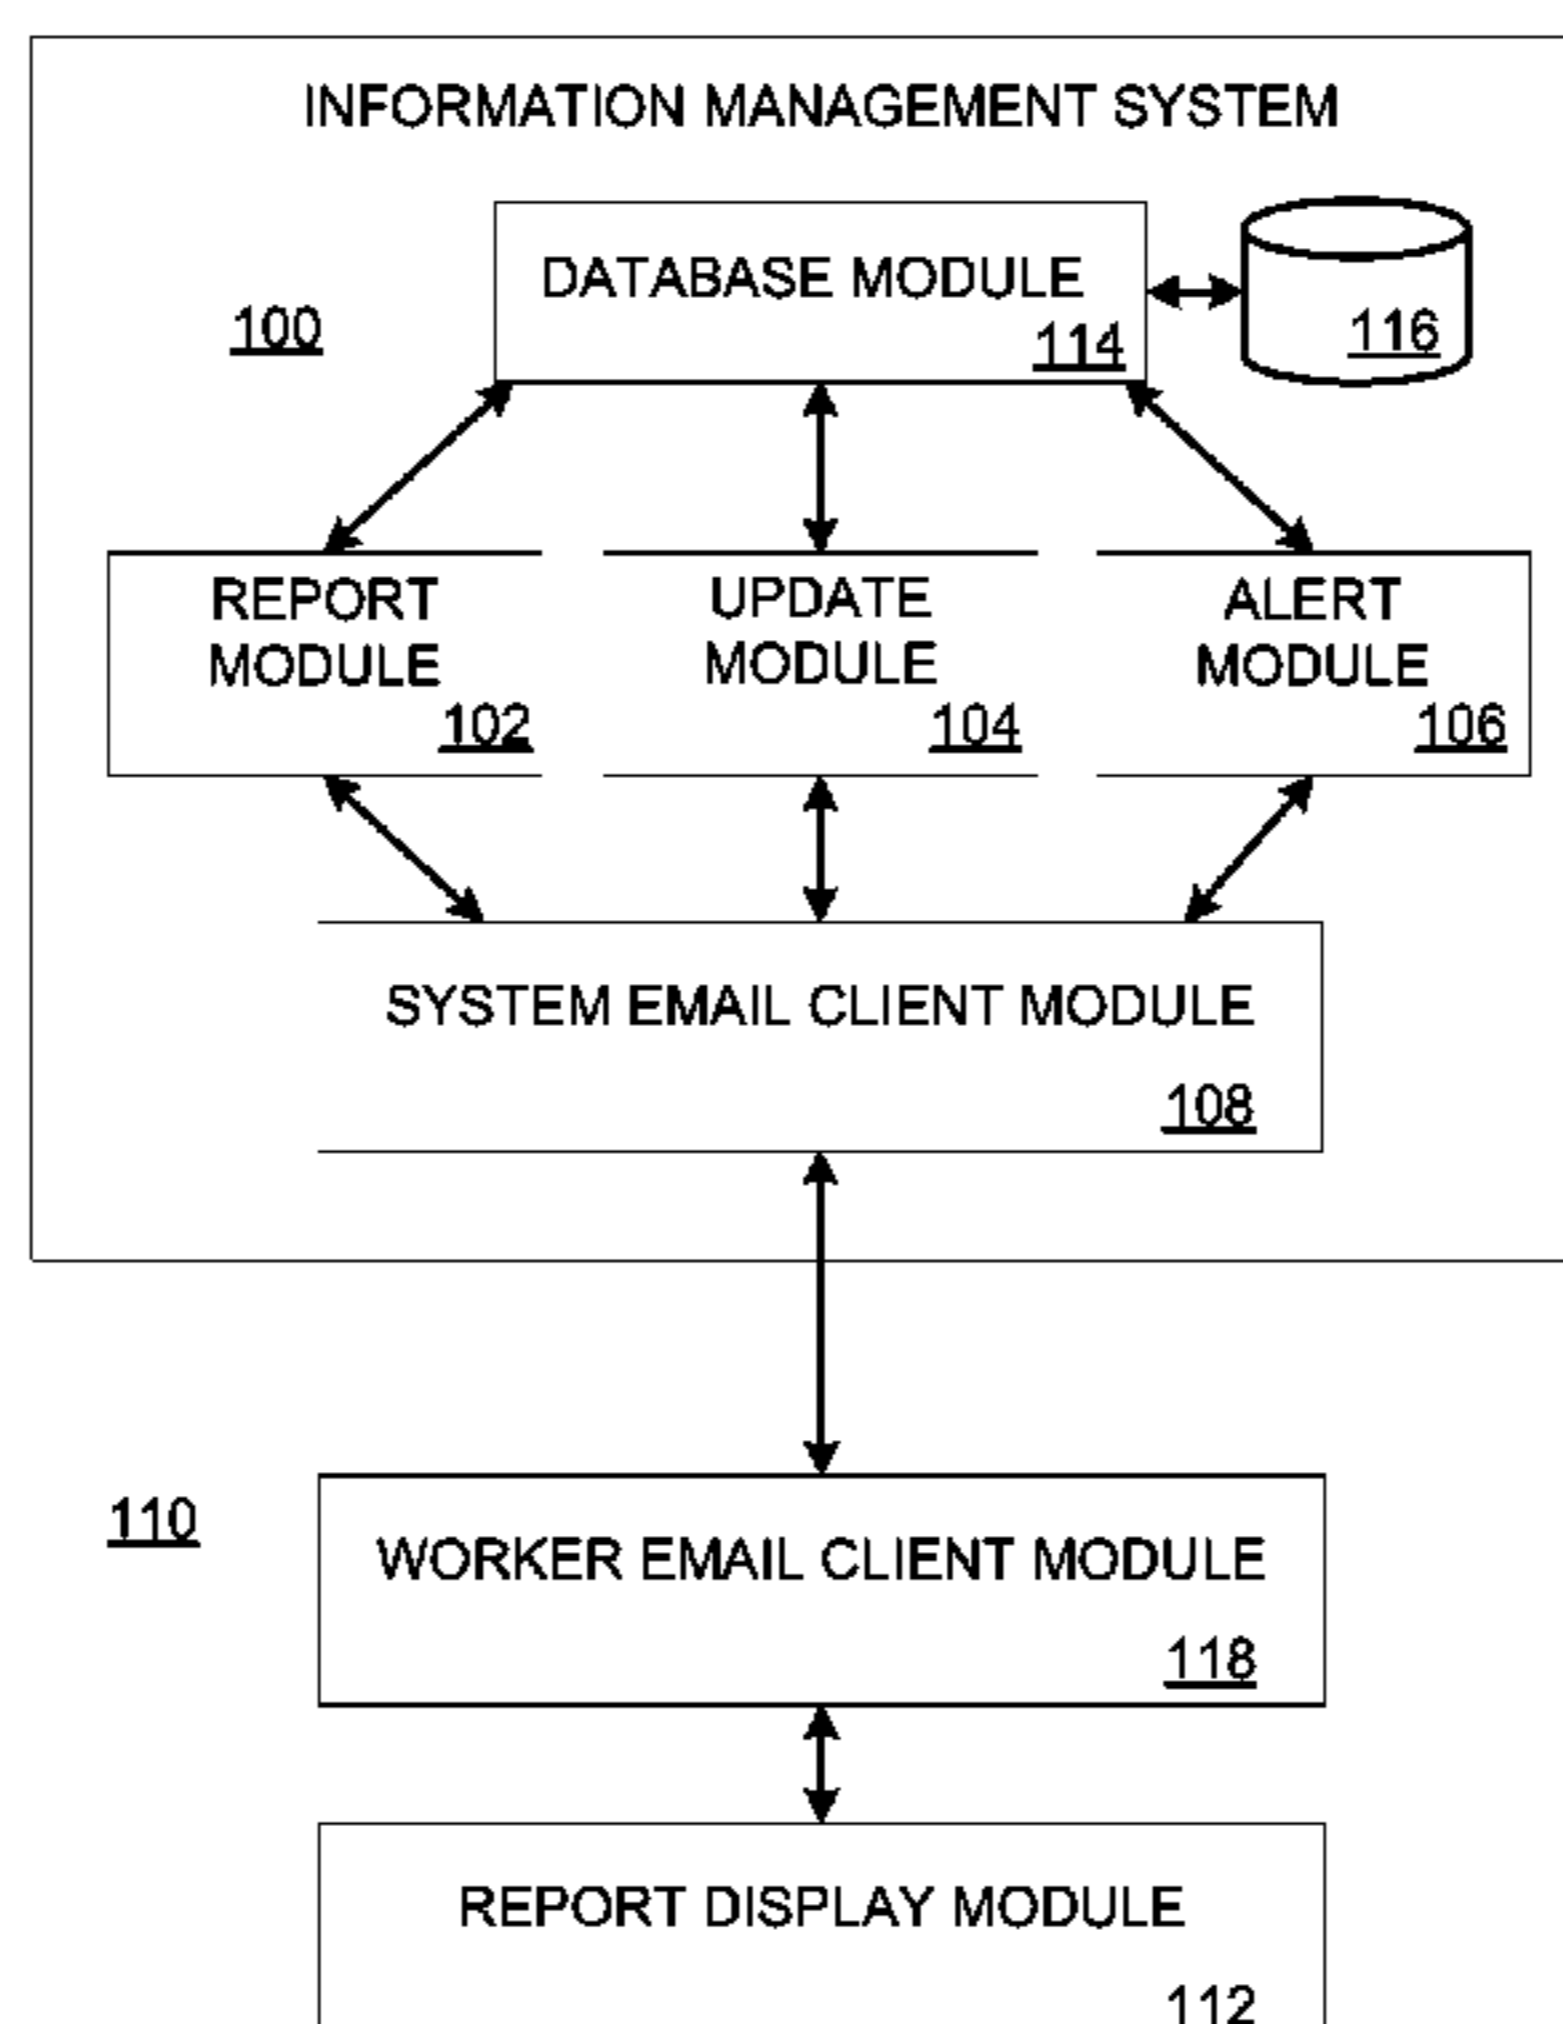 INFORMATION MANAGEMENT SYSTEM
DATABASE MODULE
114
116
100
REPORT
MODULE
102
UPDATE
MODULE
104
ALERT
MODULE
106
SYSTEM EMAIL CLIENT MODULE
108
110
WORKER EMAIL CLIENT MODULE
118
REPORT DISPLAY MODULE
112